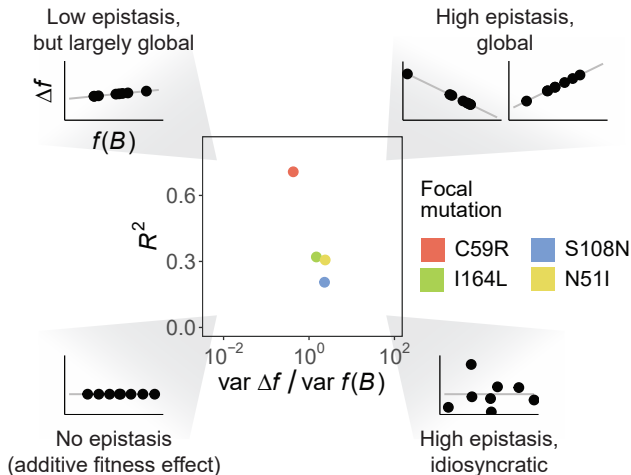 Low epistasis,
but largely global
High epistasis,
global
Δf
f(B)
R²
0.6
0.3
0.0
10⁻²
10⁰
10²
var Δf / var f(B)
Focal
mutation
C59R
S108N
I164L
N51I
No epistasis
(additive fitness effect)
High epistasis,
idiosyncratic